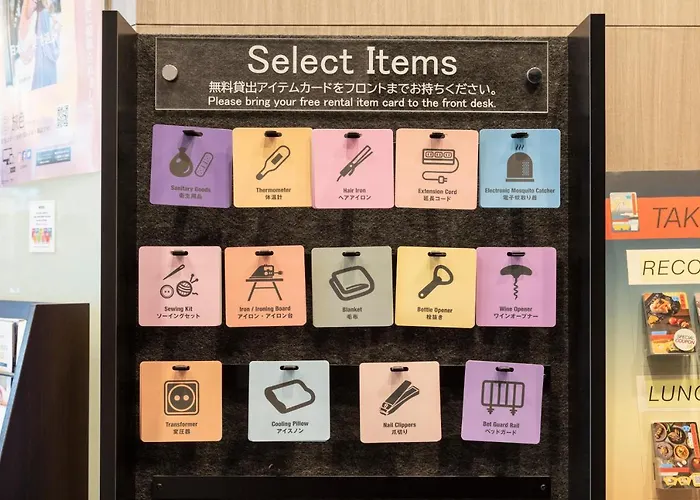 Select Items
無料貸出アイテムカードをフロントまでお持ちください。
Please bring your free rental item card to the front desk.
Sanitary Goods
衛生用品
Thermometer
体温計
Hair Iron
ヘアアイロン
Extension Cord
延長コード
Electronic Mosquito Catcher
電子蚊取り器
Sewing Kit
ソーイングセット
Iron / Ironing Board
アイロン・アイロン台
Blanket
毛布
Bottle Opener
栓抜き
Wine Opener
ワインオープナー
Transformer
変圧器
Cooling Pillow
アイスノン
Nail Clippers
爪切り
Bet Guard Rail
ベッドガード
TAK
RECO
SPECIAL
COUPON
LUNC